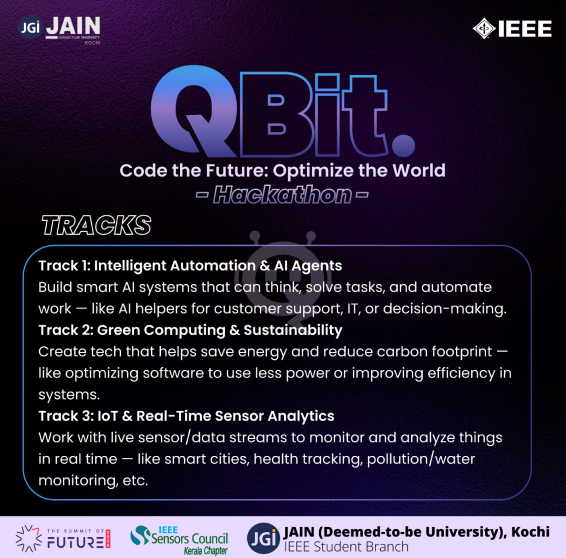 JGi JAIN
DEEMED-TO-BE UNIVERSITY
KOCHI
IEEE
QBit.
Code the Future: Optimize the World
- Hackathon -
TRACKS
Track 1: Intelligent Automation & AI Agents
Build smart AI systems that can think, solve tasks, and automate
work — like AI helpers for customer support, IT, or decision-making.
Track 2: Green Computing & Sustainability
Create tech that helps save energy and reduce carbon footprint —
like optimizing software to use less power or improving efficiency in
systems.
Track 3: IoT & Real-Time Sensor Analytics
Work with live sensor/data streams to monitor and analyze things
in real time — like smart cities, health tracking, pollution/water
monitoring, etc.
THE SUMMIT OF
FUTURE
IEEE
Sensors Council
Kerala Chapter
JGi
JAIN (Deemed-to-be University), Kochi
IEEE Student Branch